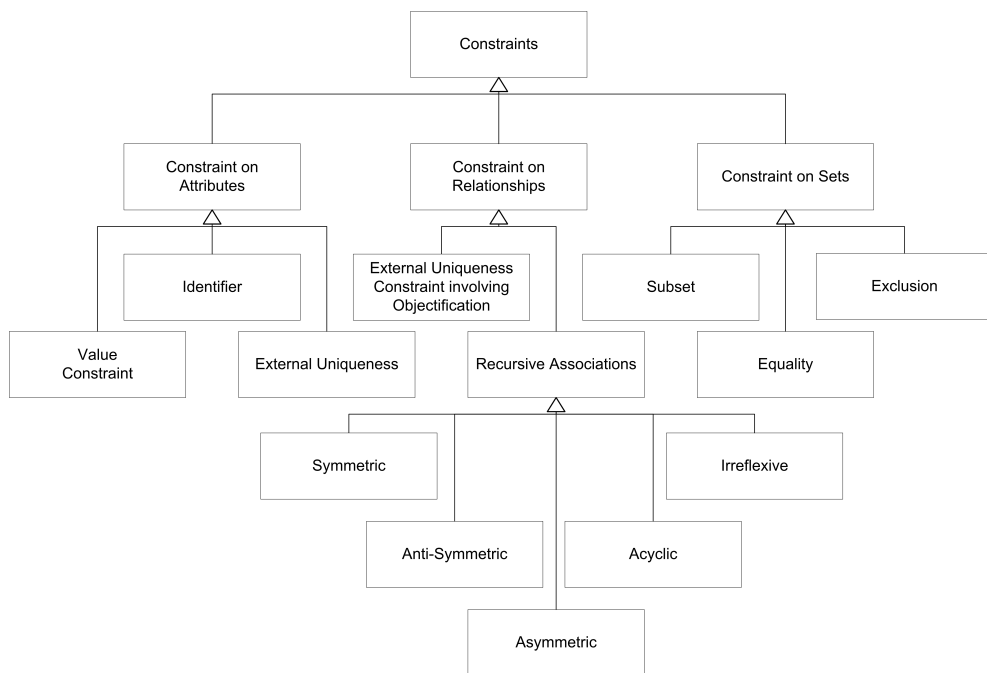 Constraints
Constraint on
Attributes
Constraint on
Relationships
Constraint on Sets
External Uniqueness
Constraint involving
Objectification
Identifier
Subset
Exclusion
Value
Constraint
External Uniqueness
Recursive Associations
Equality
Symmetric
Irreflexive
Anti-Symmetric
Acyclic
Asymmetric